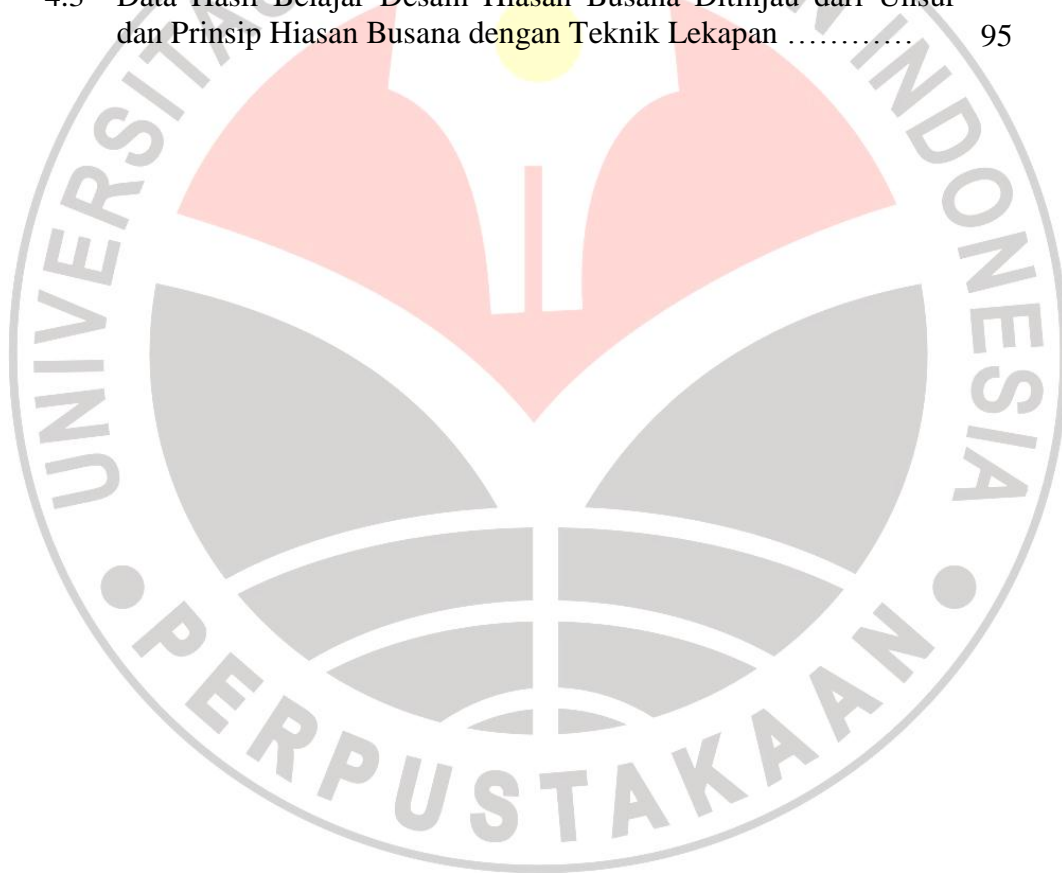 Data Hasil Belajar Desain Hiasan Busana Ditinjau dari Unsur
dan Prinsip Hiasan Busana dengan Teknik Lekapan ………… 95
UNIVERSITAS
INDONESIA
• PERPUSTAKAAN •